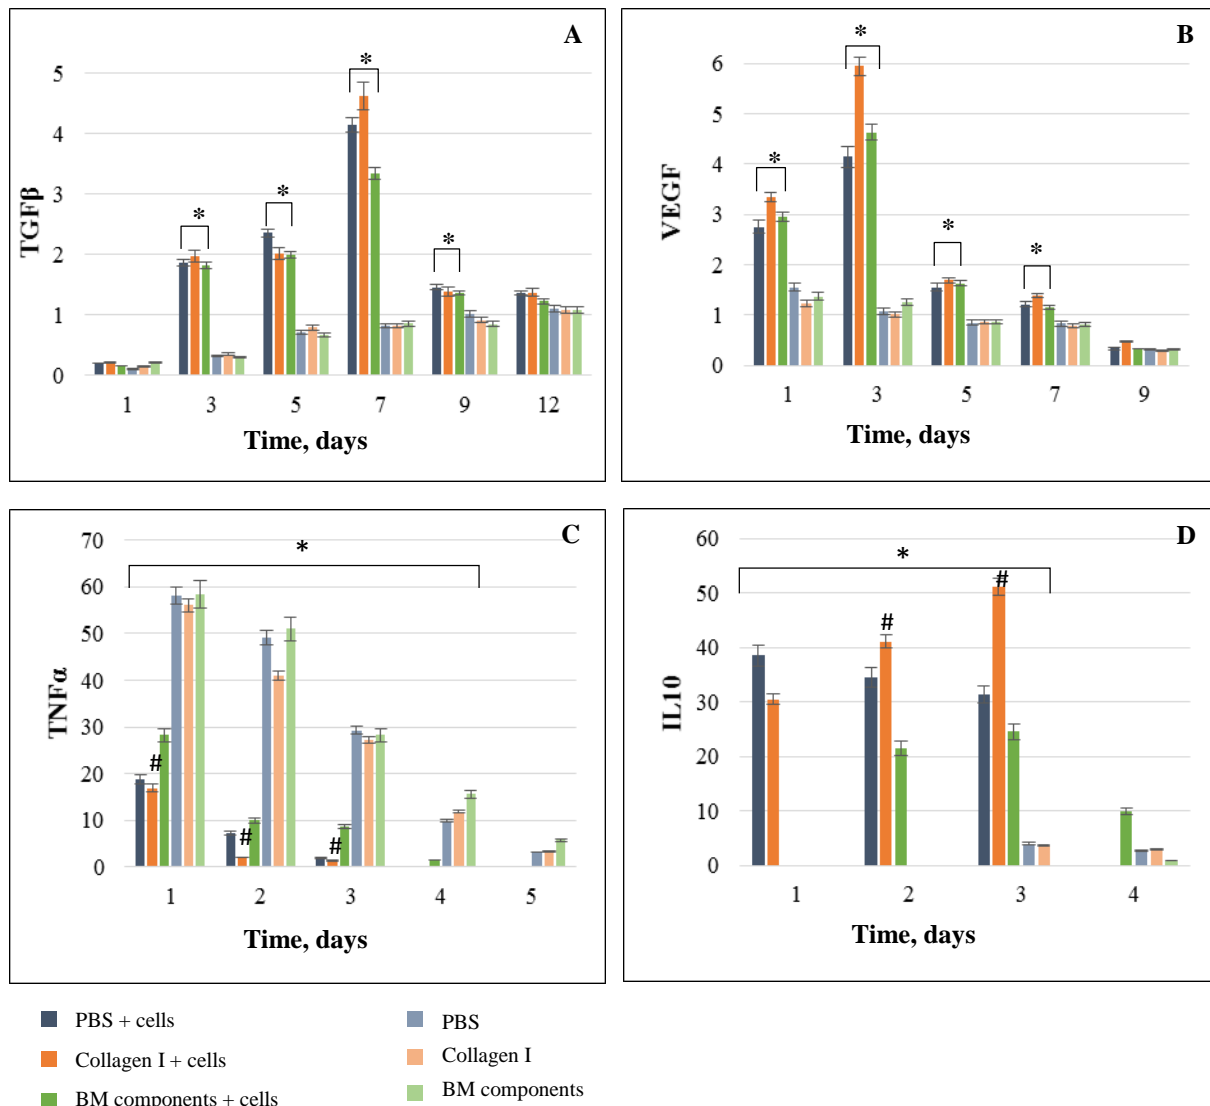 A
*
*
*
*
5
4
3
2
1
0
TGFβ
1 3 5 7 9 12
Time, days
B
*
*
*
*
6
5
4
3
2
1
0
VEGF
1 3 5 7 9
Time, days
C
*
70
60
50
40
30
20
10
0
TNFα
#
#
#
1 2 3 4 5
Time, days
D
*
60
50
40
30
20
10
0
IL10
#
#
1 2 3 4
Time, days
PBS + cells
Collagen I + cells
BM components + cells
PBS
Collagen I
BM components